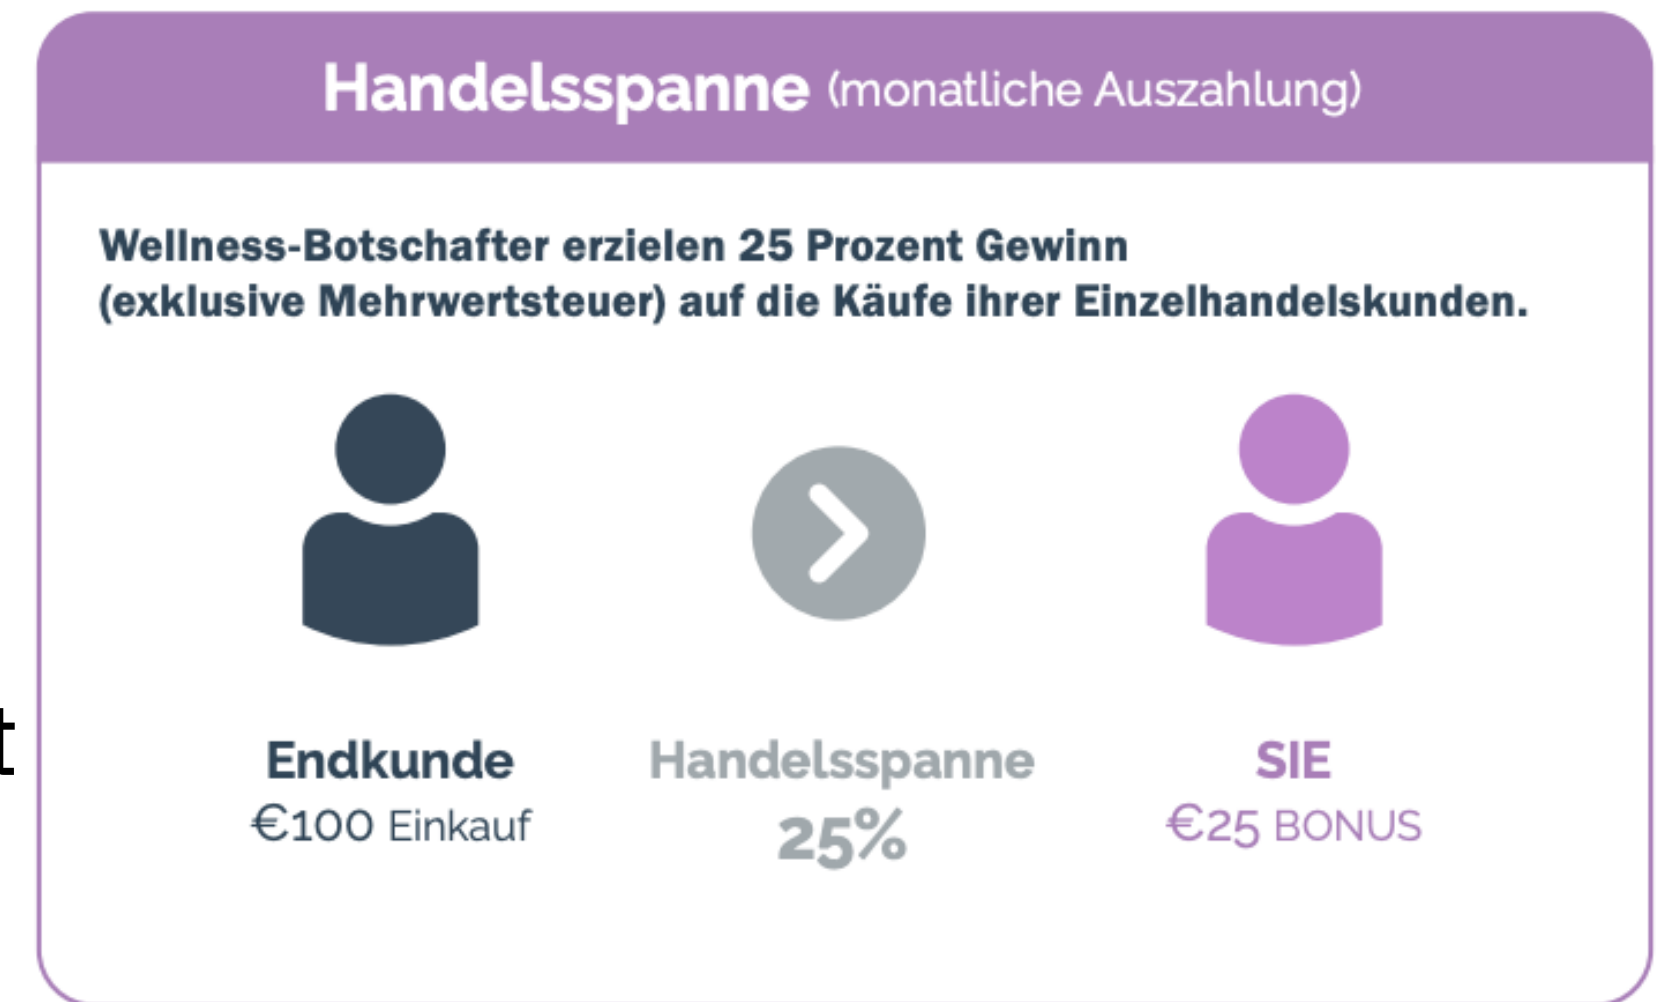 Handelsspanne (monatliche Auszahlung)
Wellness-Botschafter erzielen 25 Prozent Gewinn
(exklusive Mehrwertsteuer) auf die Käufe ihrer Einzelhandelskunden.
t
Endkunde
€100 Einkauf
Handelsspanne
25%
SIE
€25 BONUS